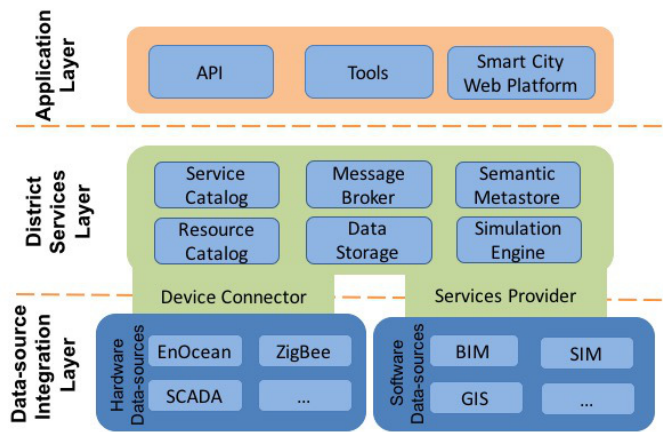 Application
Layer
API
Tools
Smart City
Web Platform
District
Services
Layer
Service
Catalog
Message
Broker
Semantic
Metastore
Resource
Catalog
Data
Storage
Simulation
Engine
Device Connector
Services Provider
Data-source
Integration
Layer
Hardware
Data-sources
EnOcean
ZigBee
SCADA
...
Software
Data-sources
BIM
SIM
GIS
...